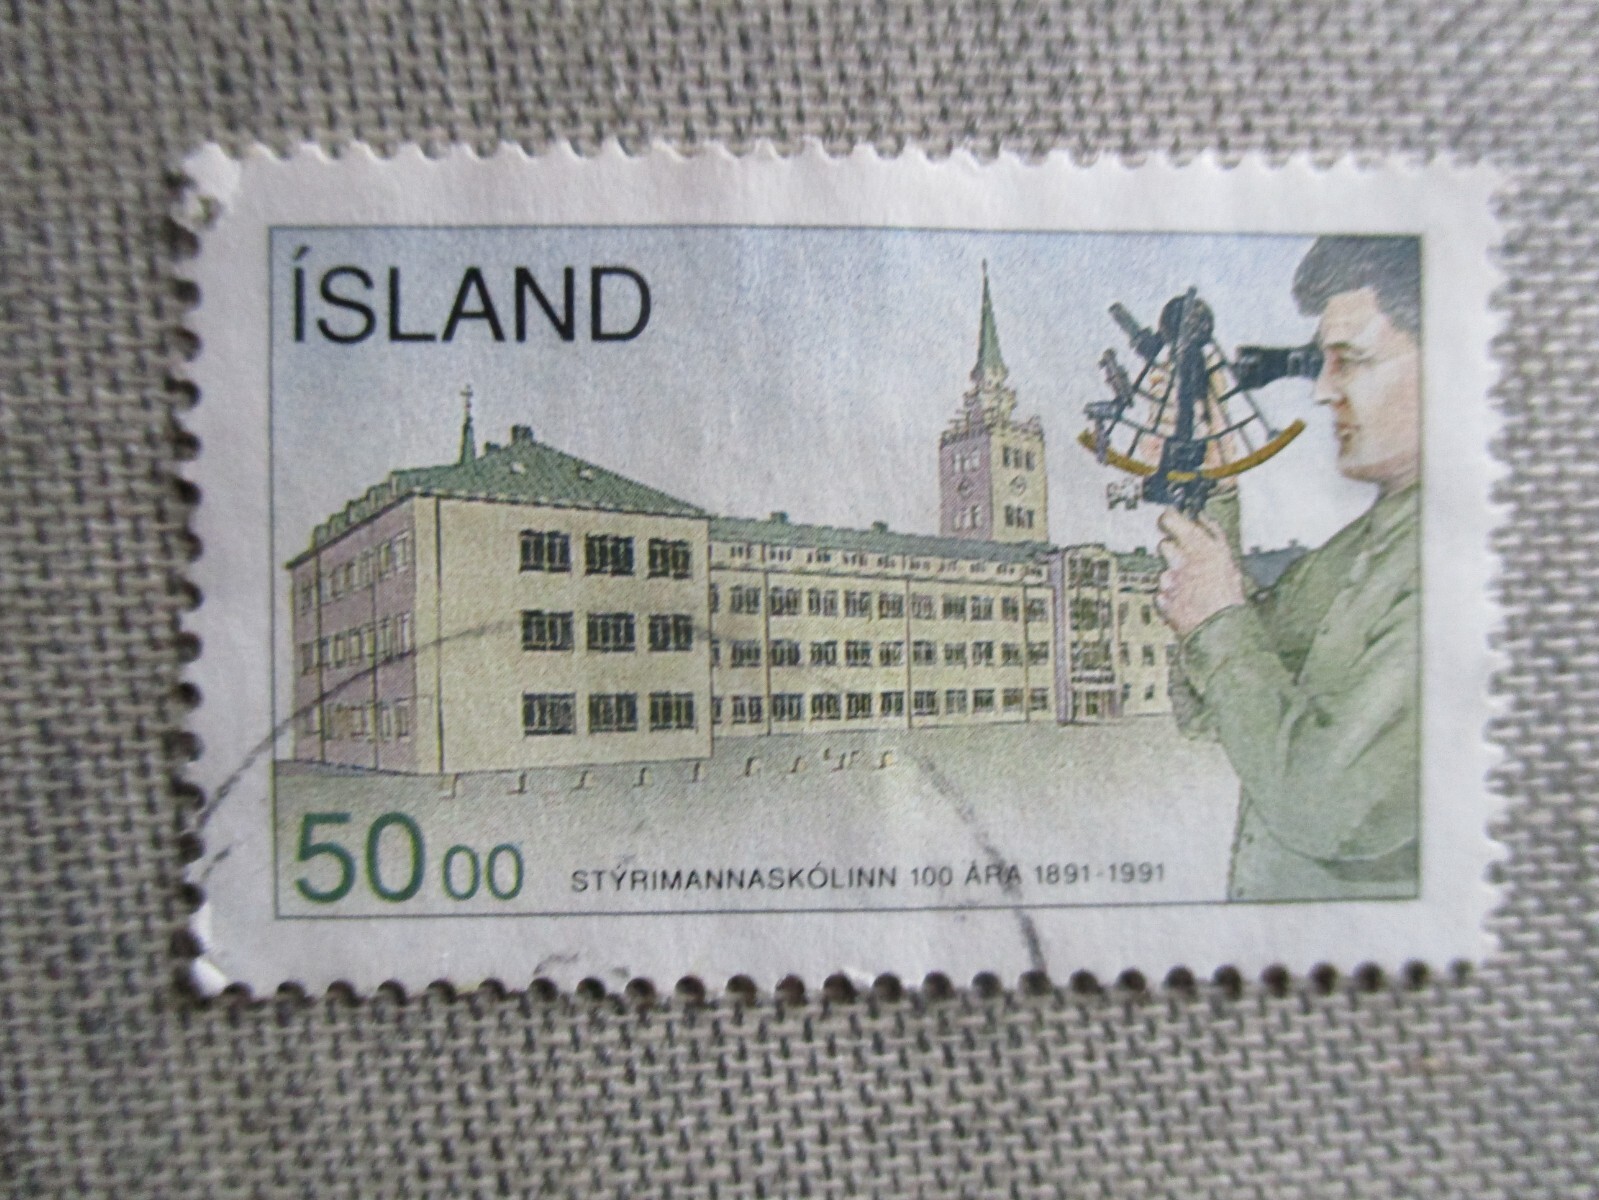 ÍSLAND
50 00
STÝRIMANNASKÓLINN 100 ÁRA 1891-1991